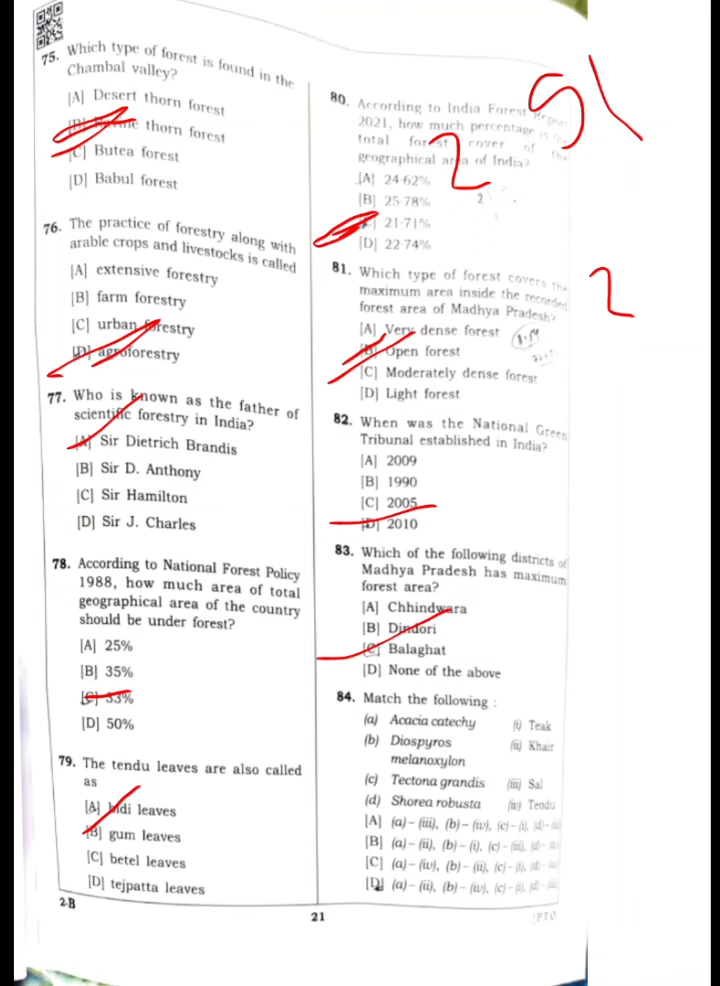 75. Which type of forest is found in the
Chambal valley?
[A] Desert thorn forest
thorn forest
[C] Butea forest
[D] Babul forest
76. The practice of forestry along with
arable crops and livestocks is called
[A] extensive forestry
[B] farm forestry
[C] urban forestry
[D] agroforestry
77. Who is known as the father of
scientific forestry in India?
[A] Sir Dietrich Brandis
[B] Sir D. Anthony
[C] Sir Hamilton
[D] Sir J. Charles
78. According to National Forest Policy
1988, how much area of total
geographical area of the country
should be under forest?
[A] 25%
[B] 35%
[C] 33%
[D] 50%
79. The tendu leaves are also called
as
[A] bidi leaves
[B] gum leaves
[C] betel leaves
[D] tejpatta leaves
2-B
80. According to India Forest Report
2021, how much percentage is the
total forest cover of the
geographical area of India?
[A] 24·62%
[B] 25·78%
21·71%
[D] 22·74%
81. Which type of forest covers the
maximum area inside the recorded
forest area of Madhya Pradesh?
[A] Very dense forest
[B] Open forest
[C] Moderately dense forest
[D] Light forest
82. When was the National Green
Tribunal established in India?
[A] 2009
[B] 1990
[C] 2005
[D] 2010
83. Which of the following districts of
Madhya Pradesh has maximum
forest area?
[A] Chhindwara
[B] Dindori
[C] Balaghat
[D] None of the above
84. Match the following :
(a) Acacia catechy (i) Teak
(b) Diospyros (ii) Khair
melanoxylon
(c) Tectona grandis (iii) Sal
(d) Shorea robusta (iv) Tendu
[A] (a)–(iii), (b)–(iv), (c)–(i), (d)–
[B] (a)–(ii), (b)–(i), (c)–(iii), (d)–
[C] (a)–(iv), (b)–(ii), (c)–(i), (d)–
[D] (a)–(ii), (b)–(iv), (c)–(i), (d)–
21
[P.T.O.
51
2
2